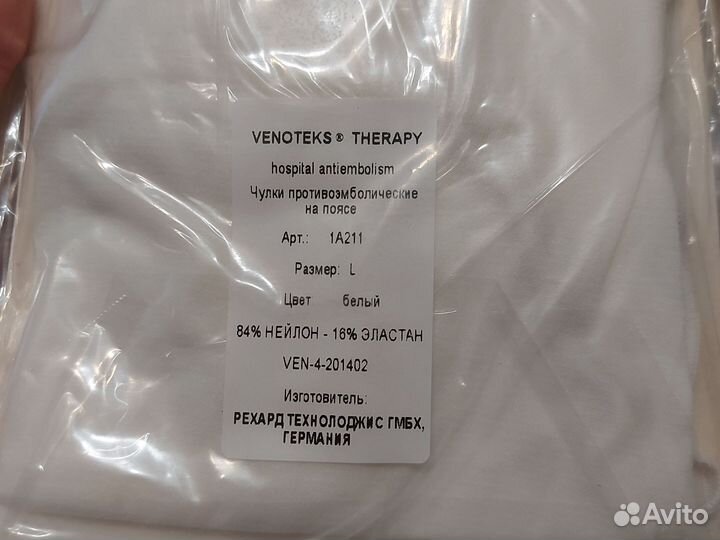 VENOTEKS® THERAPY
hospital antiembolism
Чулки противоэмболические
на поясе
Арт.: 1A211
Размер: L
Цвет белый
84% НЕЙЛОН - 16% ЭЛАСТАН
VEN-4-201402
Изготовитель:
РЕХАРД ТЕХНОЛОДЖИС ГМБХ,
ГЕРМАНИЯ
Avito